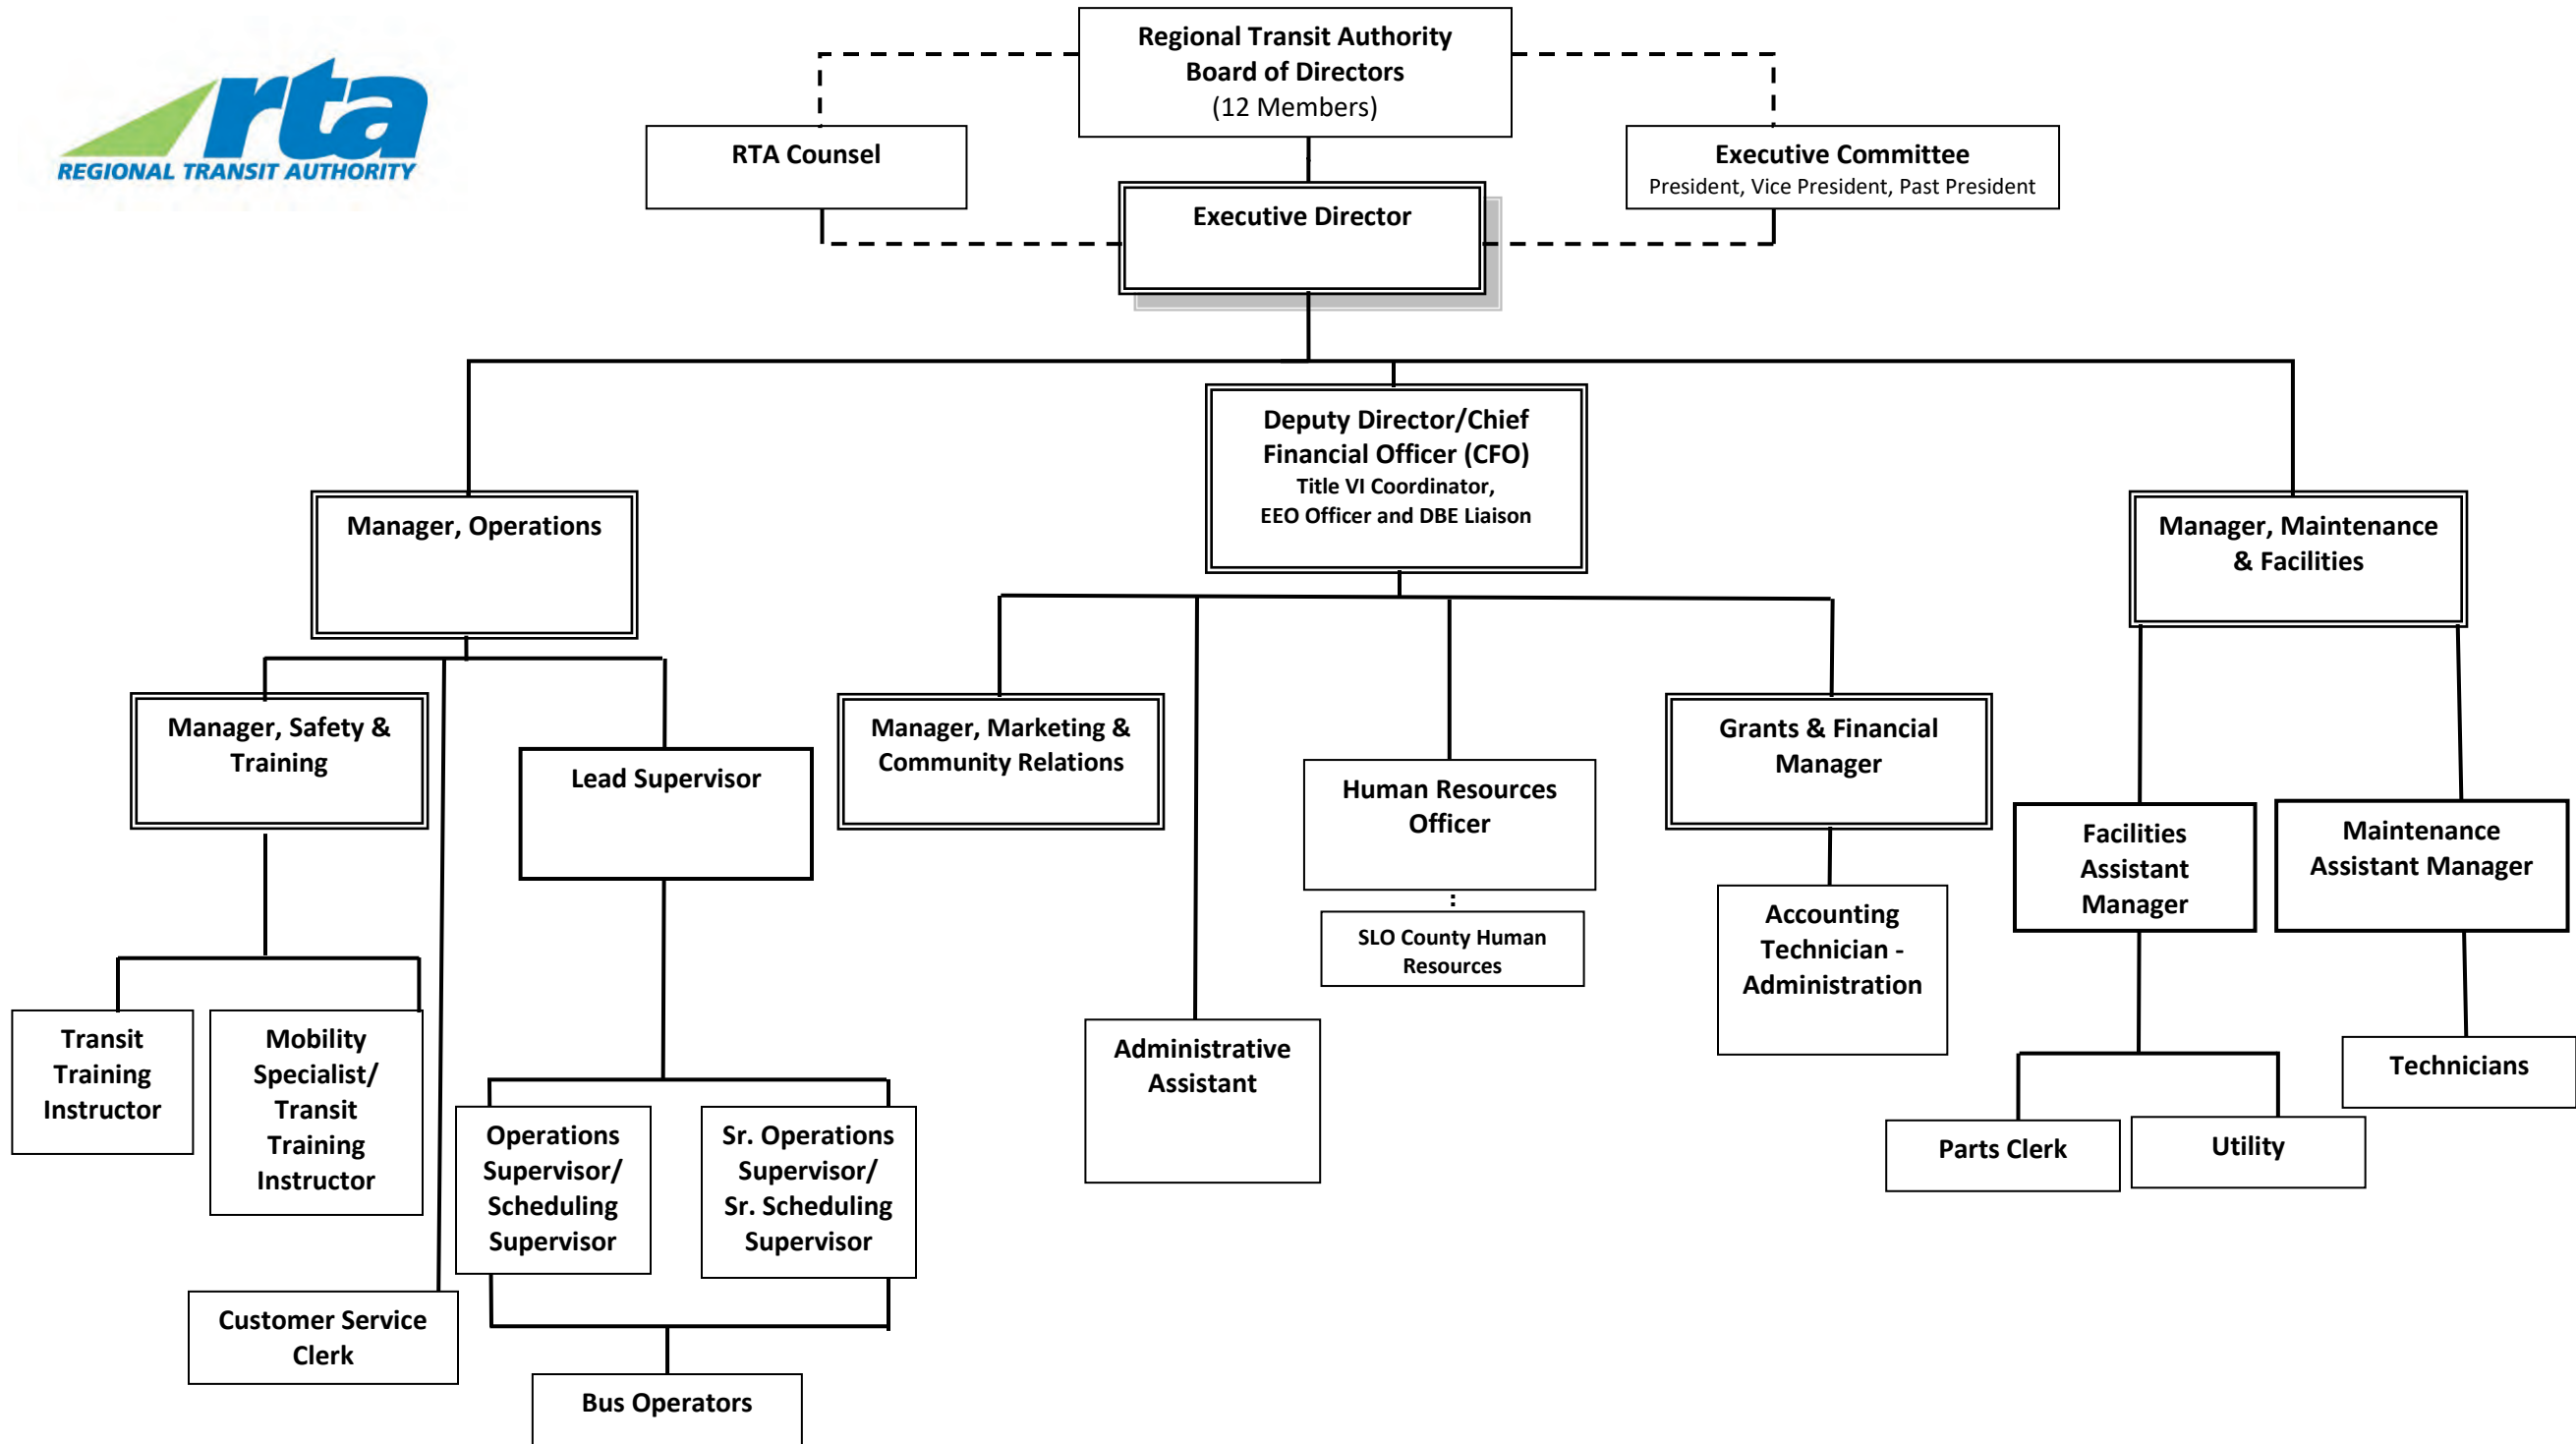 rta
REGIONAL TRANSIT AUTHORITY
Regional Transit Authority
Board of Directors
(12 Members)
RTA Counsel
Executive Committee
President, Vice President, Past President
Executive Director
Deputy Director/Chief
Financial Officer (CFO)
Title VI Coordinator,
EEO Officer and DBE Liaison
Manager, Operations
Manager, Maintenance
& Facilities
Manager, Safety &
Training
Lead Supervisor
Manager, Marketing &
Community Relations
Human Resources
Officer
SLO County Human
Resources
Grants & Financial
Manager
Accounting
Technician -
Administration
Facilities
Assistant
Manager
Maintenance
Assistant Manager
Transit
Training
Instructor
Mobility
Specialist/
Transit
Training
Instructor
Operations
Supervisor/
Scheduling
Supervisor
Sr. Operations
Supervisor/
Sr. Scheduling
Supervisor
Administrative
Assistant
Parts Clerk
Utility
Technicians
Customer Service
Clerk
Bus Operators